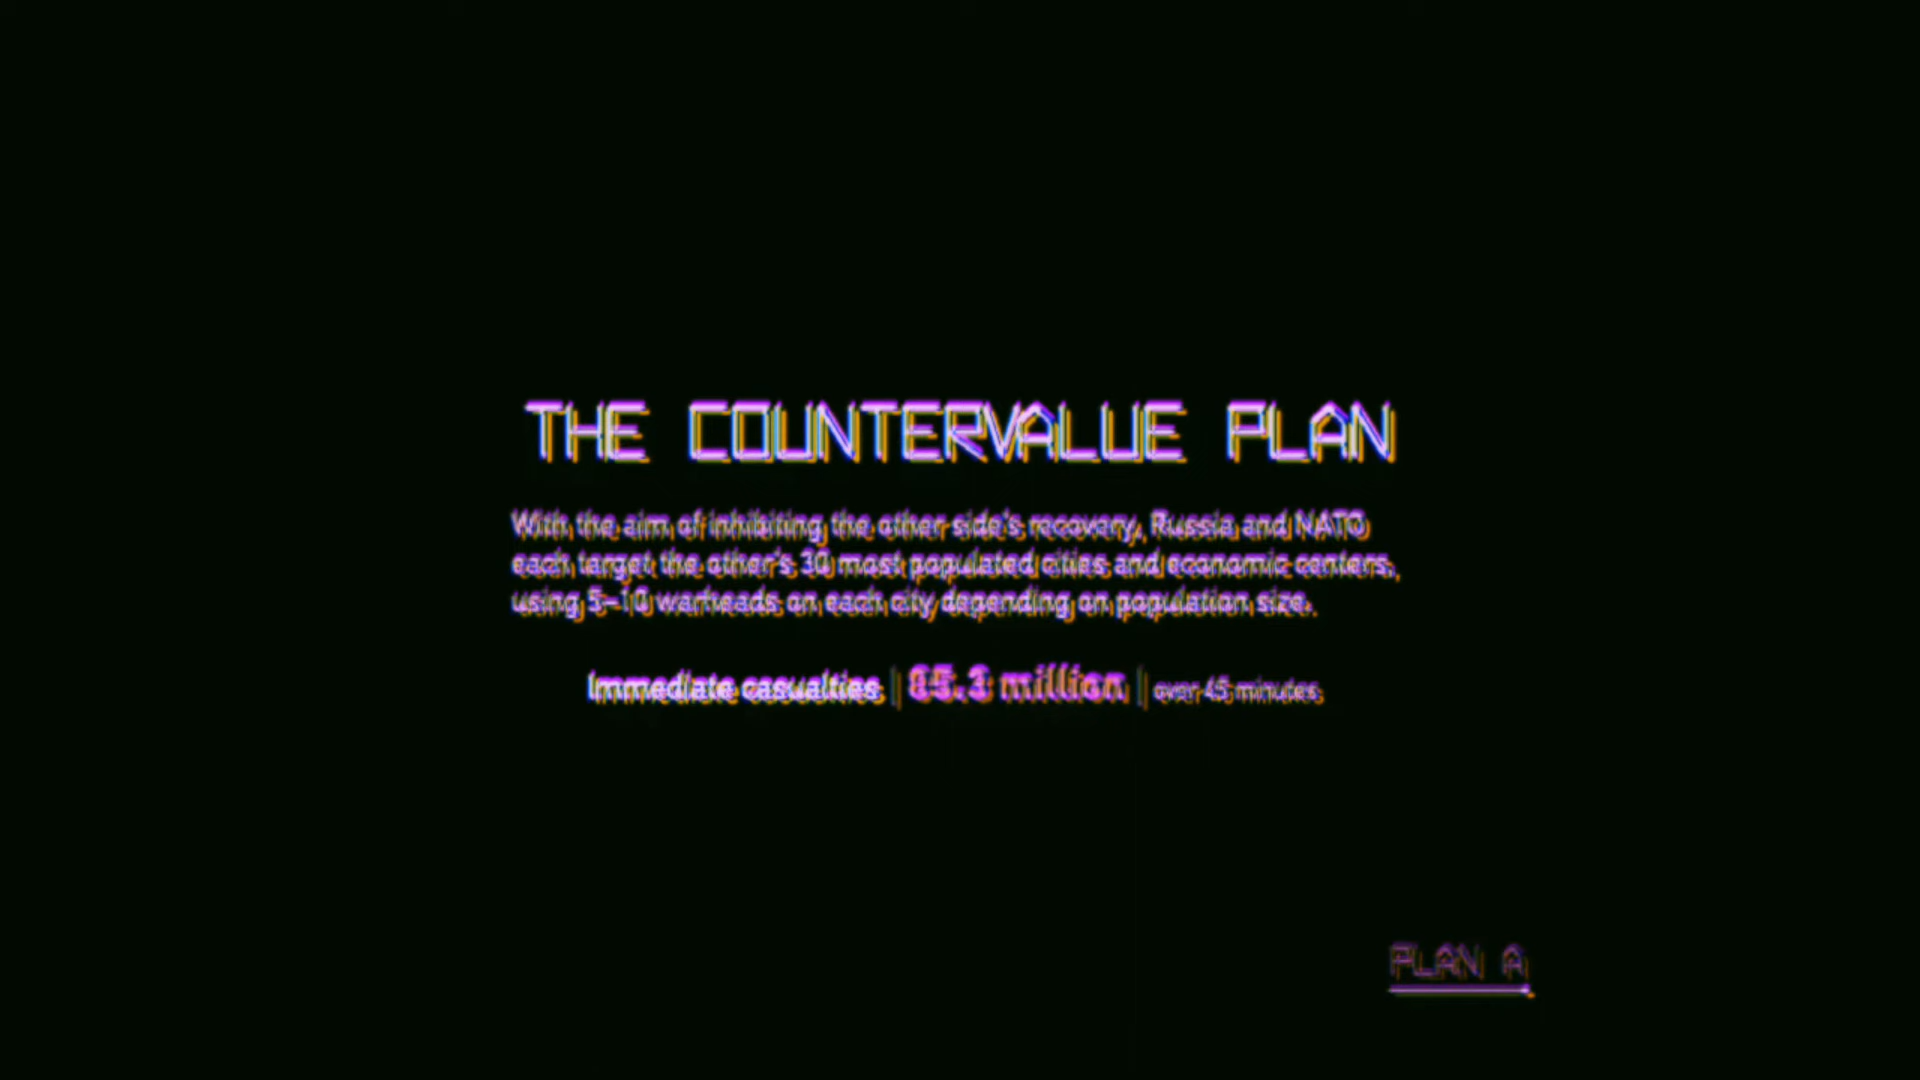 THE COUNTERVALUE PLAN
With the aim of inhibiting the other side's recovery, Russia and NATO
each target the other's 30 most populated cities and economic centers,
using 5–10 warheads on each city depending on population size.
Immediate casualties | 85.3 million | over 45 minutes
PLAN A